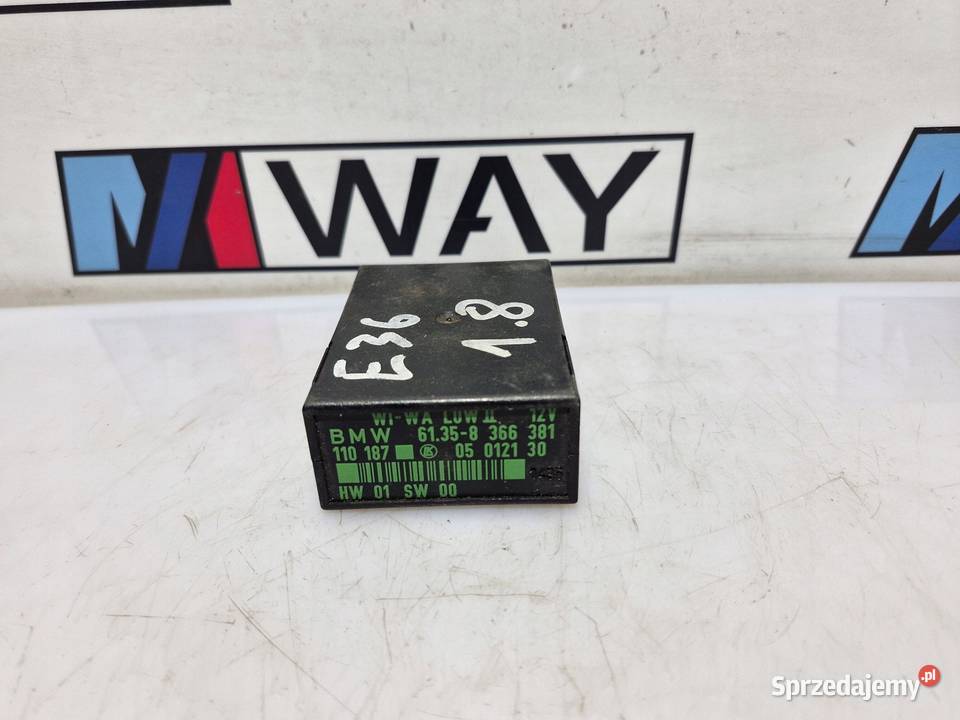 M WAY
E36
1.8
WI-WA LOW II 12V
BMW 61.35-8 366 381
110 187 LK 05 0121 30
HW 01 SW 00
Sprzedajemy.pl